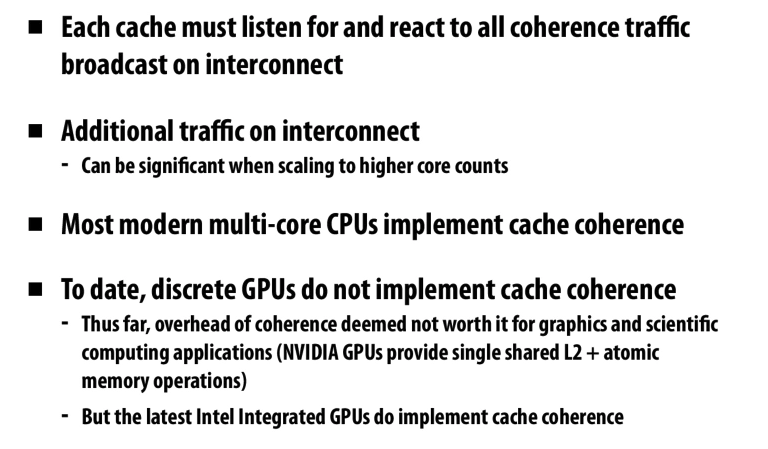 ■ Each cache must listen for and react to all coherence traffic
broadcast on interconnect
■ Additional traffic on interconnect
- Can be significant when scaling to higher core counts
■ Most modern multi-core CPUs implement cache coherence
■ To date, discrete GPUs do not implement cache coherence
- Thus far, overhead of coherence deemed not worth it for graphics and scientific
computing applications (NVIDIA GPUs provide single shared L2 + atomic
memory operations)
- But the latest Intel Integrated GPUs do implement cache coherence